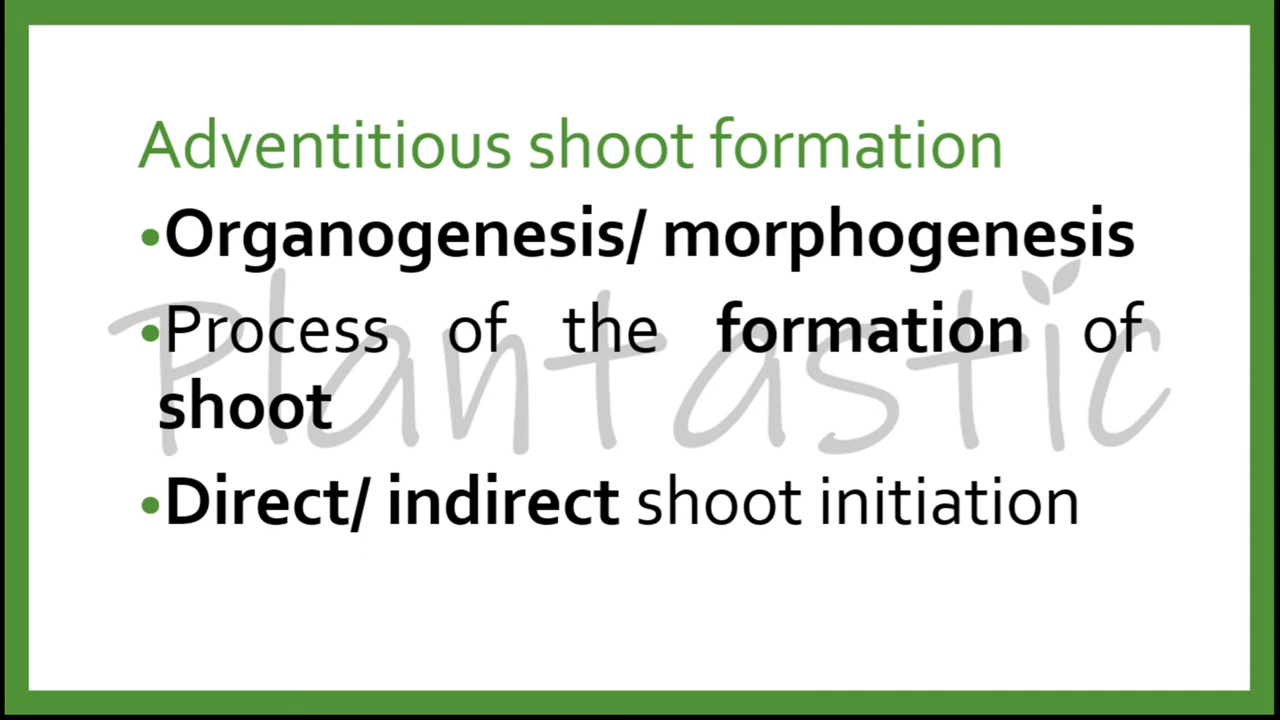 Adventitious shoot formation
•Organogenesis/ morphogenesis
•Process of the formation of
shoot
•Direct/ indirect shoot initiation
Plantastic